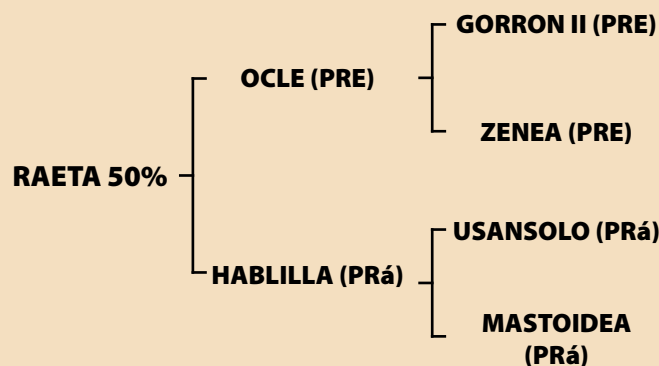 GORRON II (PRE)
OCLE (PRE)
ZENEA (PRE)
RAETA 50%
USANSOLO (PRá)
HABLILLA (PRá)
MASTOIDEA
(PRá)